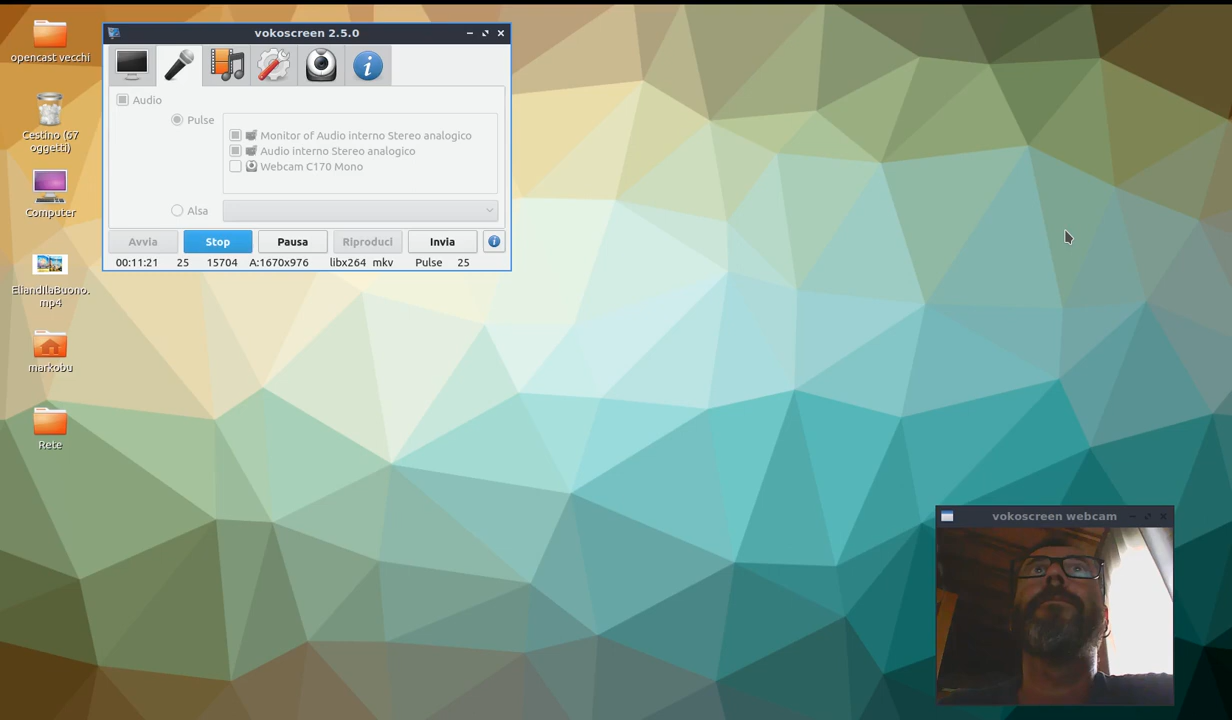 opencast vecchi
Cestino (67
oggetti)
Computer
EliandIlaBuono.
mp4
markobu
Rete
vokoscreen 2.5.0
Audio
Pulse
Monitor of Audio interno Stereo analogico
Audio interno Stereo analogico
Webcam C170 Mono
Alsa
Avvia Stop Pausa Riproduci Invia
00:11:21 25 15704 A:1670x976 libx264 mkv Pulse 25
vokoscreen webcam